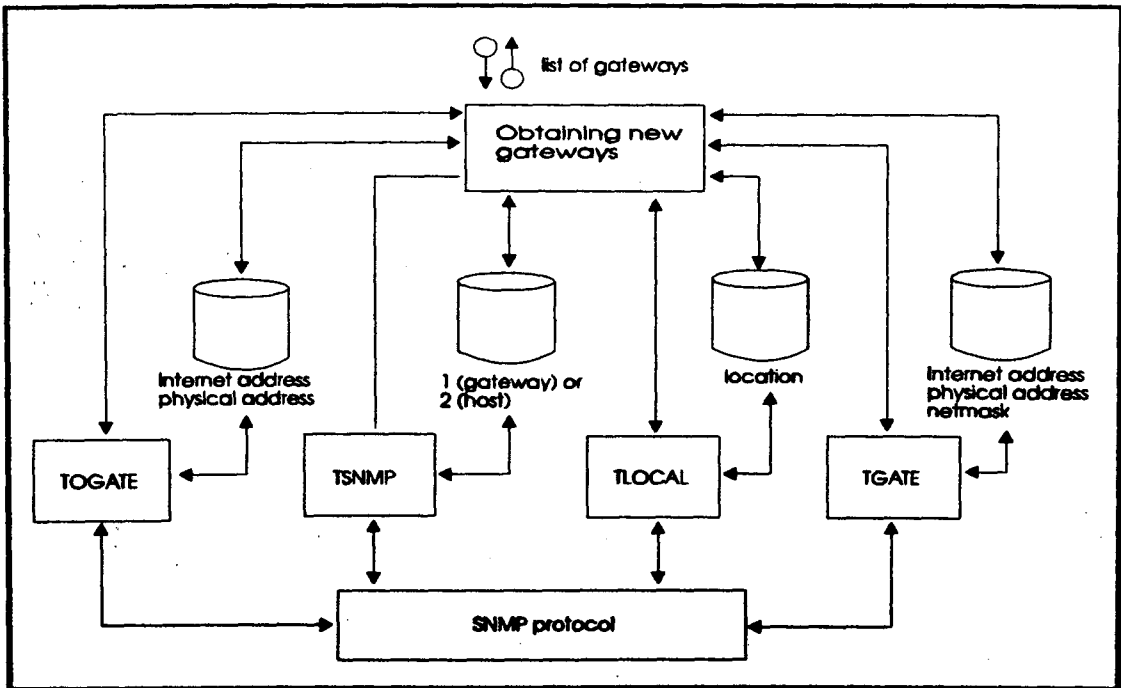 list of gateways
Obtaining new
gateways
Internet address
physical address
1 (gateway) or
2 (host)
location
Internet address
physical address
netmask
TOGATE
TSNMP
TLOCAL
TGATE
SNMP protocol